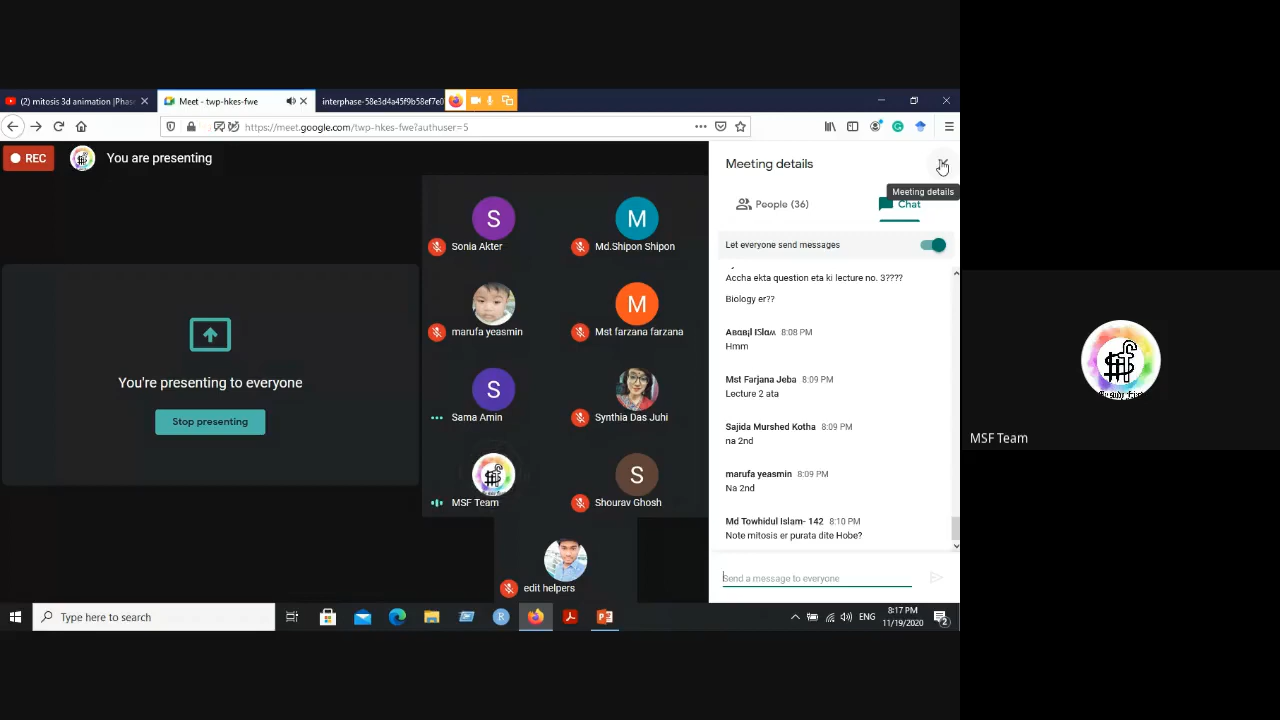 (2) mitosis 3d animation |Phas
Meet - twp-hkes-fwe
interphase-58e3d4a45f9b58ef7e0
https://meet.google.com/twp-hkes-fwe?authuser=5
REC
You are presenting
Meeting details
Meeting details
People (36)
Chat
Let everyone send messages
Accha ekta question eta ki lecture no. 3????
Biology er??
8:08 PM
Hmm
Mst Farjana Jeba 8:09 PM
Lecture 2 ata
Sajida Murshed Kotha 8:09 PM
na 2nd
marufa yeasmin 8:09 PM
Na 2nd
Md Towhidul Islam- 142 8:10 PM
Note mitosis er purata dite Hobe?
Send a message to everyone
S
Sonia Akter
M
Md.Shipon Shipon
marufa yeasmin
M
Mst farzana farzana
S
Sama Amin
Synthia Das Juhi
MSF Team
S
Shourav Ghosh
edit helpers
You're presenting to everyone
Stop presenting
Type here to search
ENG
8:17 PM
11/19/2020
2
MSF Team